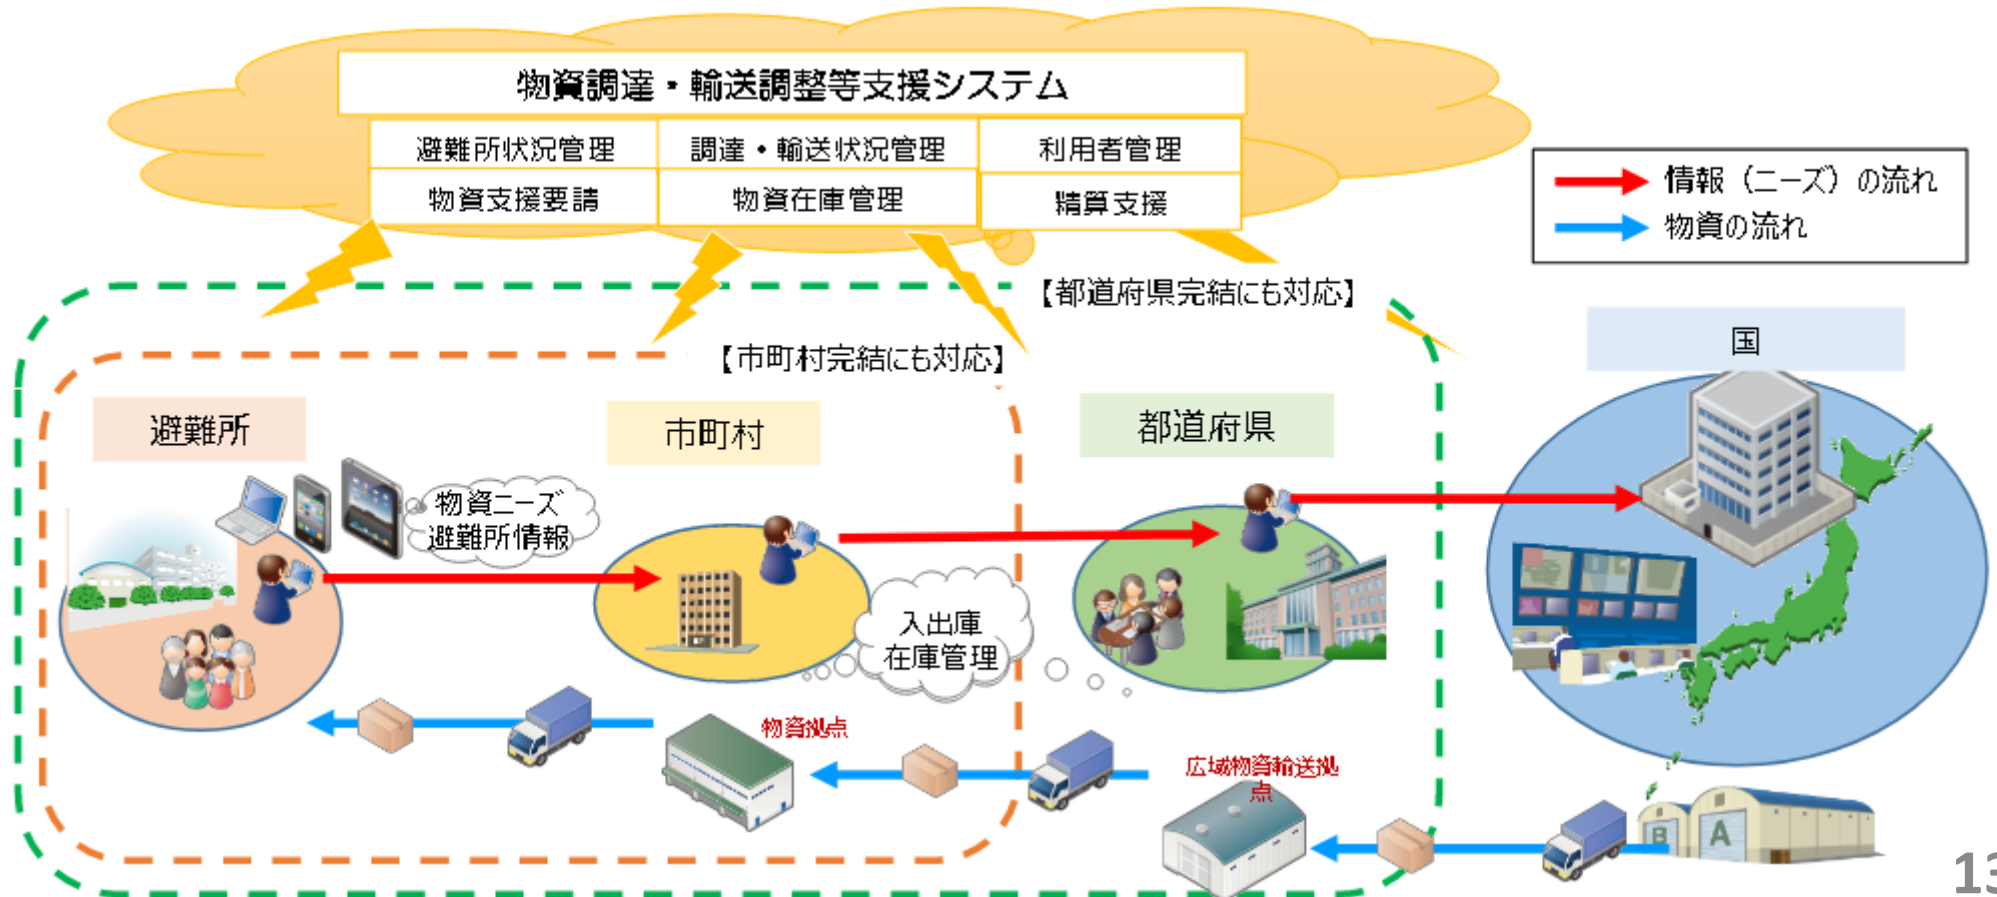 物資調達・輸送調整等支援システム
避難所状況管理
調達・輸送状況管理
利用者管理
物資支援要請
物資在庫管理
精算支援
情報（ニーズ）の流れ
物資の流れ
【都道府県完結にも対応】
【市町村完結にも対応】
国
避難所
市町村
都道府県
物資ニーズ
避難所情報
入出庫
在庫管理
物資拠点
広域物資輸送拠
点
B
A
13